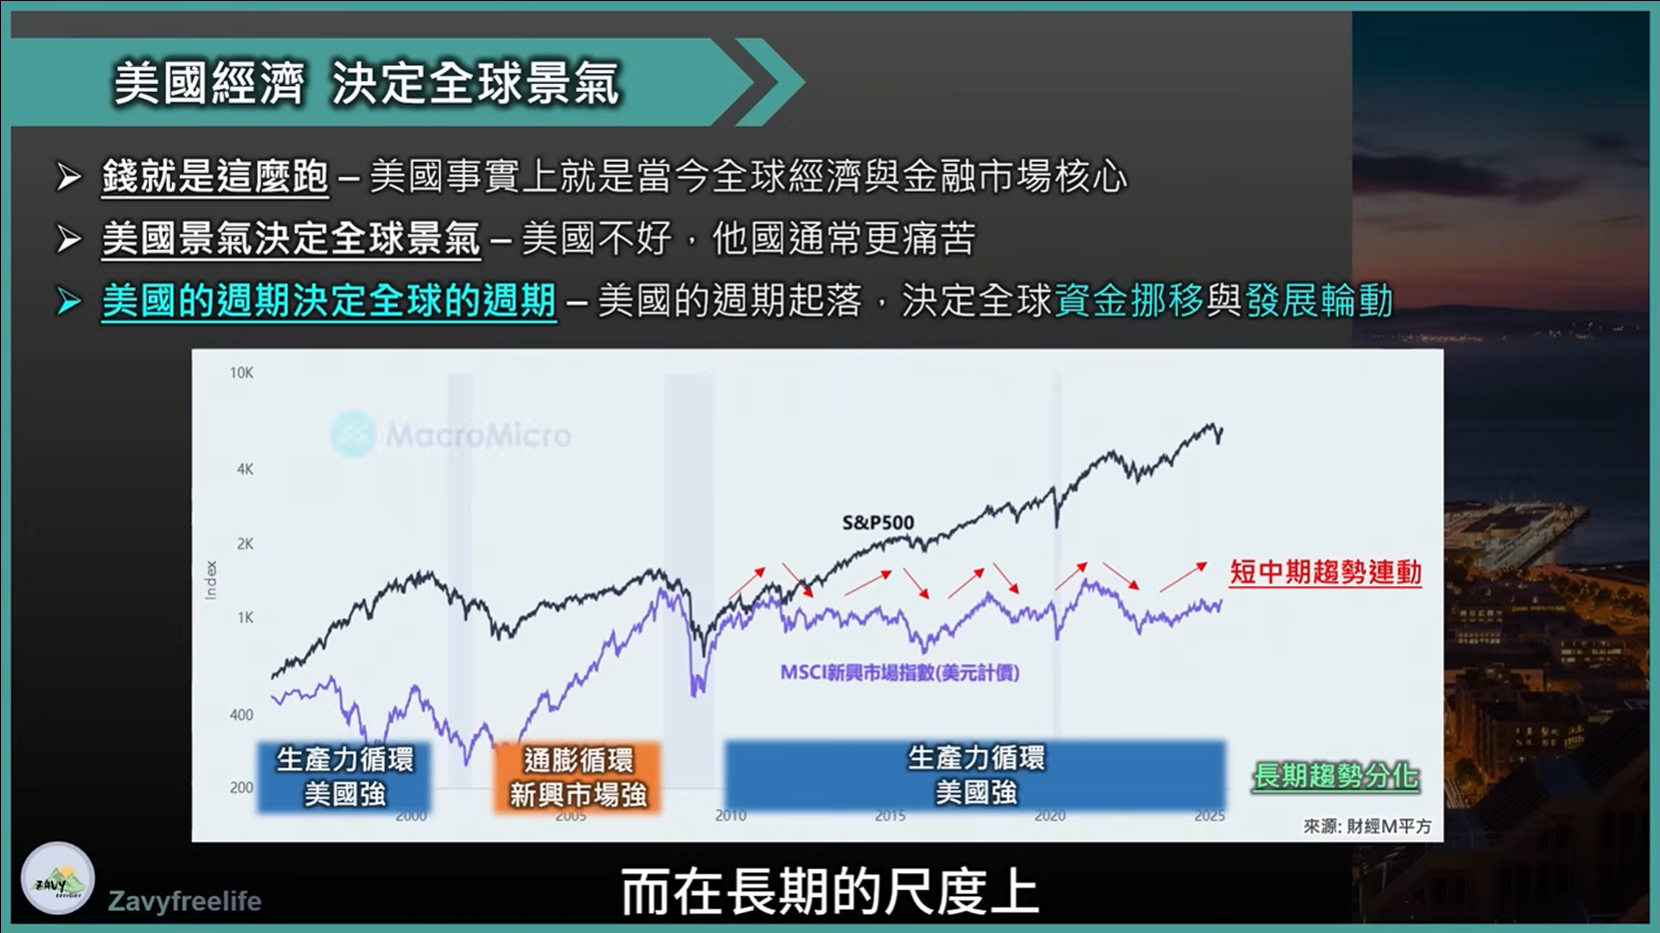 美國經濟 決定全球景氣
錢就是這麼跑 – 美國事實上就是當今全球經濟與金融市場核心
美國景氣決定全球景氣 – 美國不好，他國通常更痛苦
美國的週期決定全球的週期 – 美國的週期起落，決定全球資金挪移與發展輪動
10K
MacroMicro
4K
S&P500
2K
Index
短中期趨勢連動
1K
MSCI新興市場指數(美元計價)
400
生產力循環
美國強
通膨循環
新興市場強
生產力循環
美國強
長期趨勢分化
200
2000
2005
2010
2015
2020
2025
來源: 財經M平方
ZAVY
freelife
Zavyfreelife
而在長期的尺度上